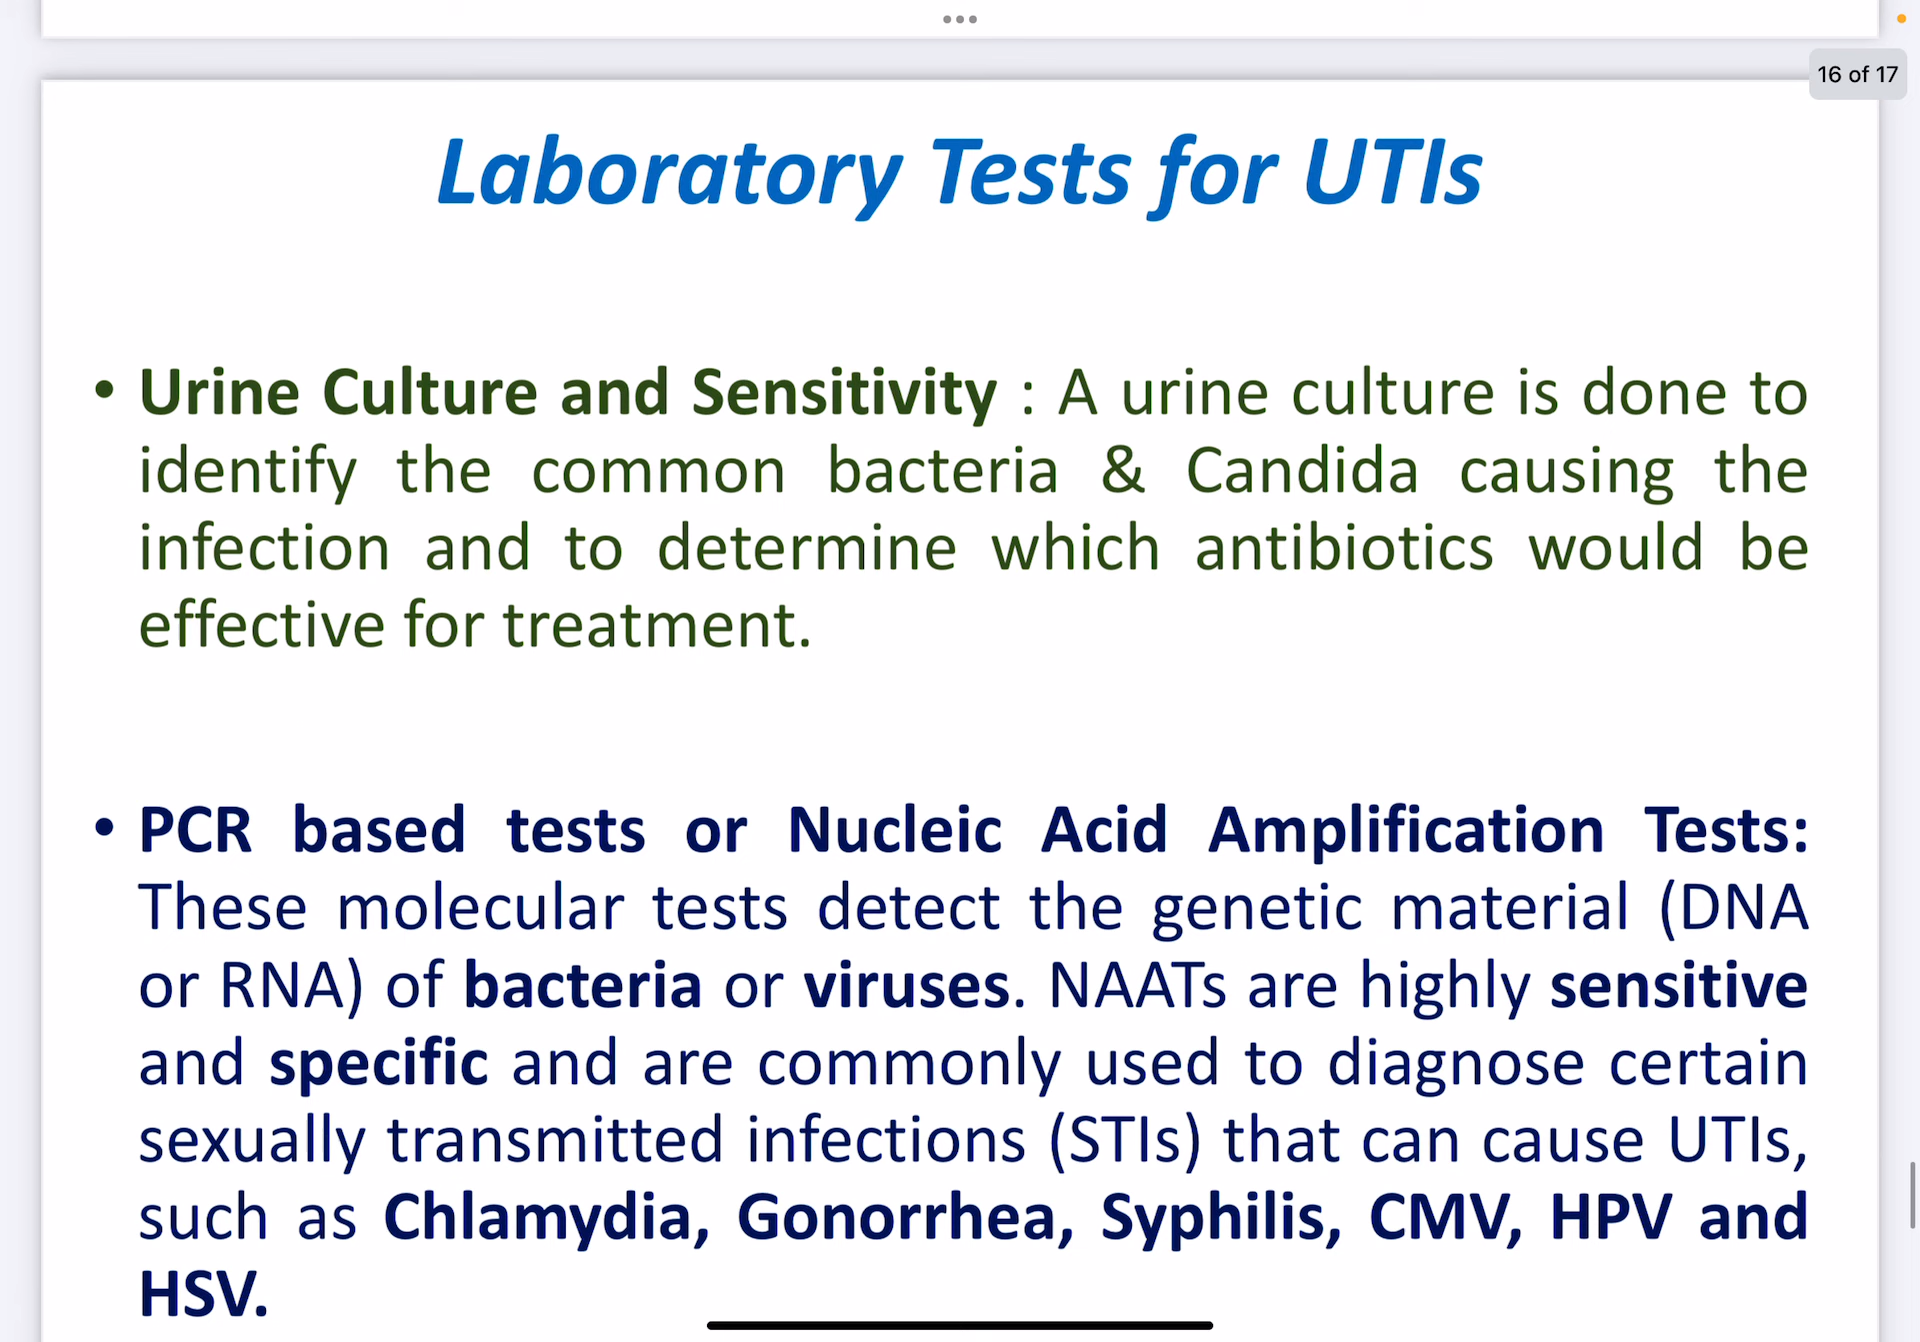 16 of 17
Laboratory Tests for UTIs
• Urine Culture and Sensitivity : A urine culture is done to
identify the common bacteria & Candida causing the
infection and to determine which antibiotics would be
effective for treatment.
• PCR based tests or Nucleic Acid Amplification Tests:
These molecular tests detect the genetic material (DNA
or RNA) of bacteria or viruses. NAATs are highly sensitive
and specific and are commonly used to diagnose certain
sexually transmitted infections (STIs) that can cause UTIs,
such as Chlamydia, Gonorrhea, Syphilis, CMV, HPV and
HSV.